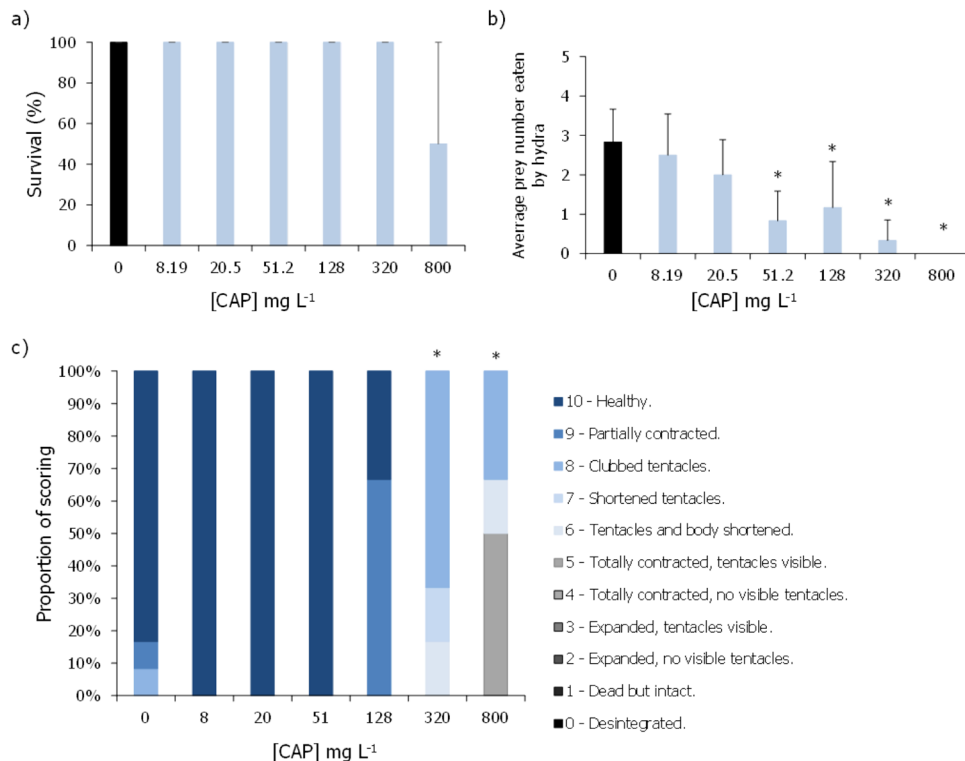 a)
100
80
60
40
20
0
Survival (%)
0 8.19 20.5 51.2 128 320 800
[CAP] mg L-1
b)
5
4
3
2
1
0
Averrage prey number eaten
by hydra
* * * *
0 8.19 20.5 51.2 128 320 800
[CAP] mg L-1
c)
* *
100%
90%
80%
70%
60%
50%
40%
30%
20%
10%
0%
Proportion of scoring
0 8 20 51 128 320 800
[CAP] mg L-1
10 - Healthy.
9 - Partially contracted.
8 - Clubbed tentacles.
7 - Shortened tentacles.
6 - Tentacles and body shortened.
5 - Totally contracted, tentacles visible.
4 - Totally contracted, no visible tentacles.
3 - Expanded, tentacles visible.
2 - Expanded, no visible tentacles.
1 - Dead but intact.
0 - Desintegrated.